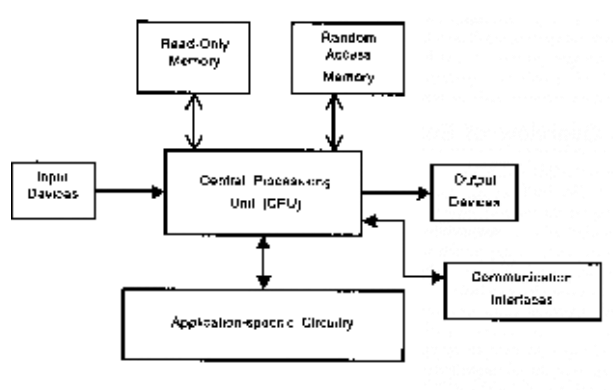 Read-Only
Memory
Random
Access
Memory
Input
Devices
Central Processing
Unit (CPU)
Output
Devices
Communication
Interfaces
Application-specific Circuitry